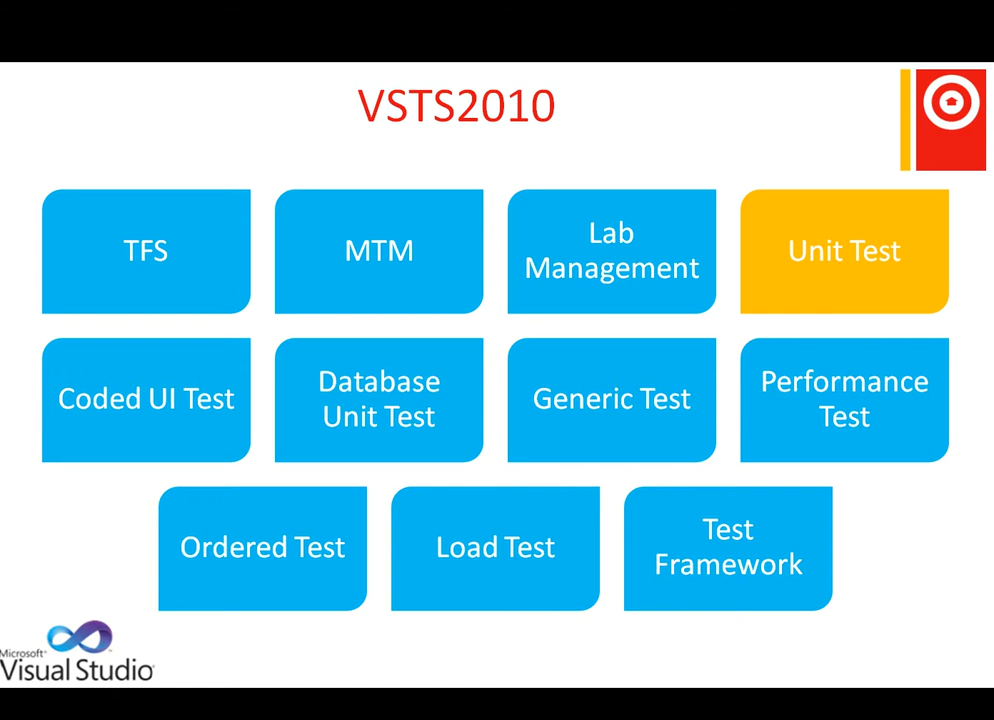 VSTS2010
TFS
MTM
Lab
Management
Unit Test
Coded UI Test
Database
Unit Test
Generic Test
Performance
Test
Ordered Test
Load Test
Test
Framework
Microsoft®
Visual Studio®